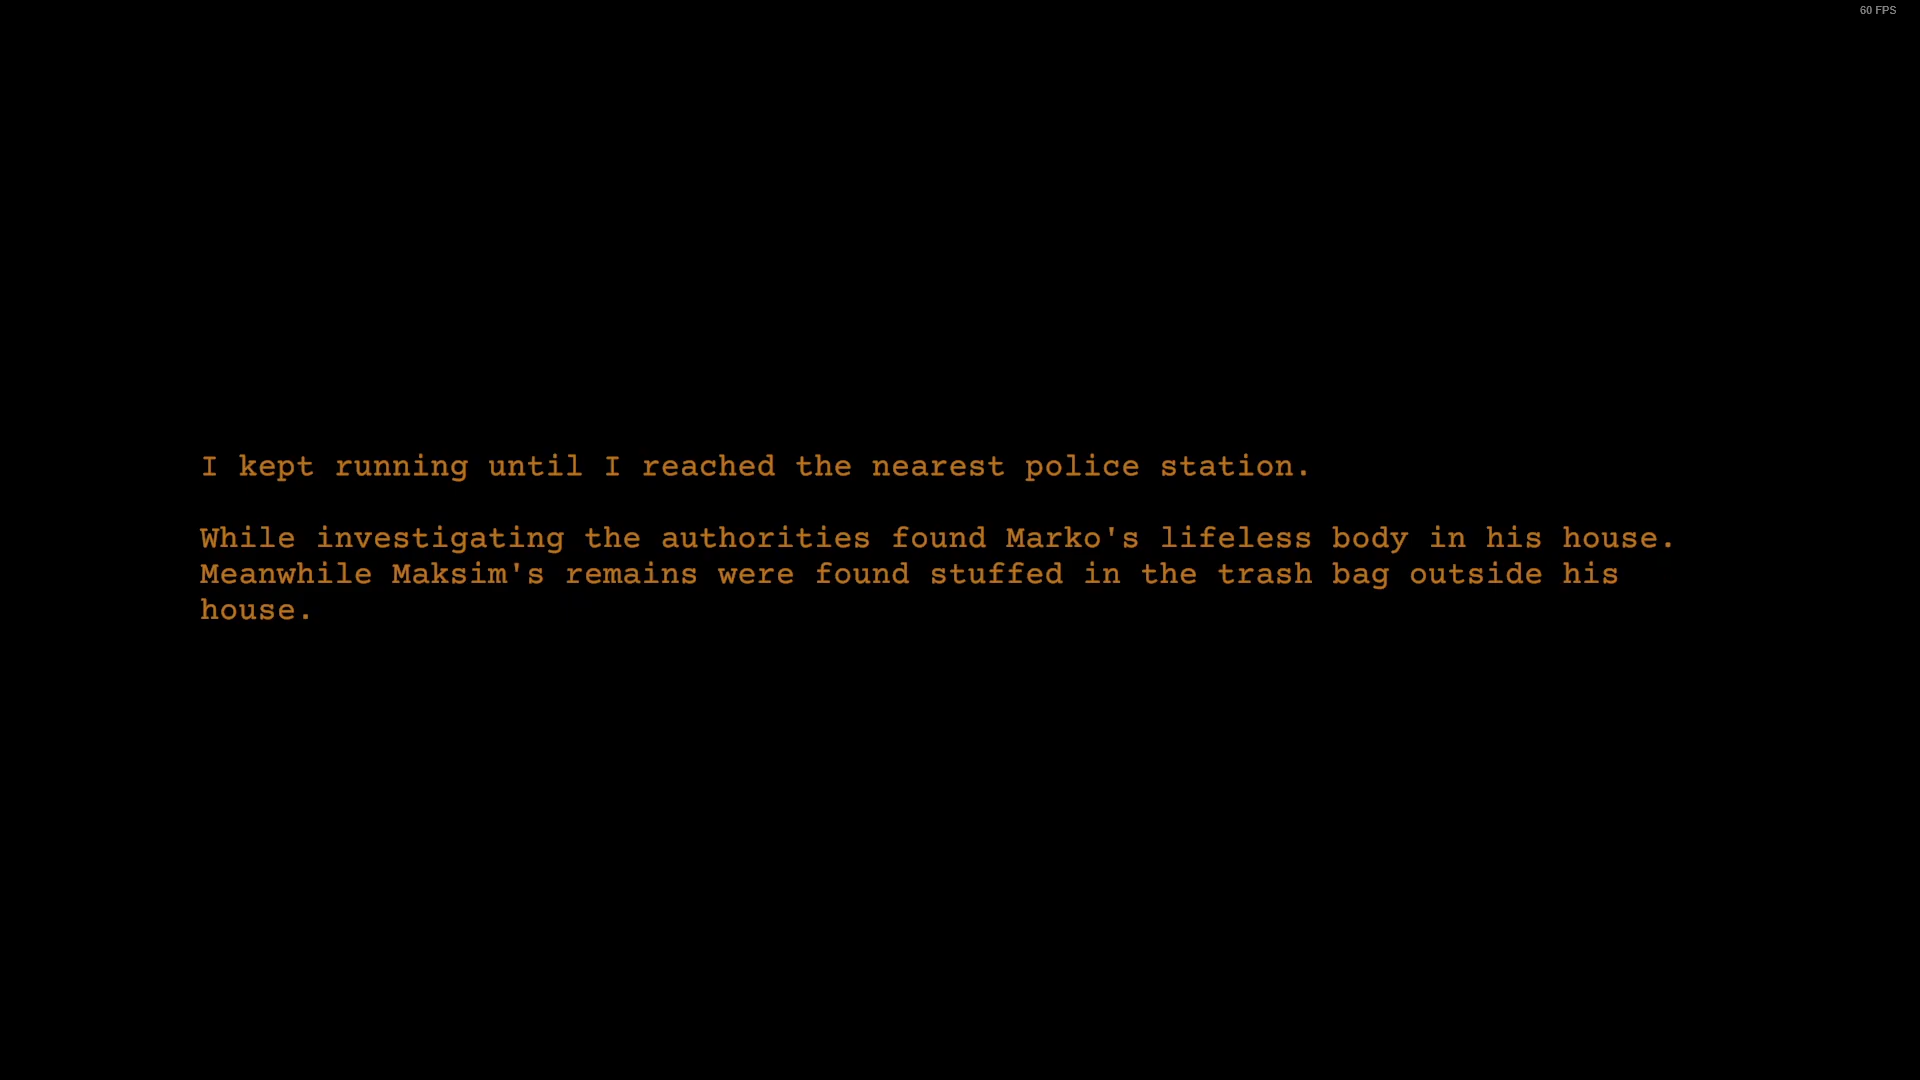 60 FPS
I kept running until I reached the nearest police station.
While investigating the authorities found Marko's lifeless body in his house.
Meanwhile Maksim's remains were found stuffed in the trash bag outside his
house.